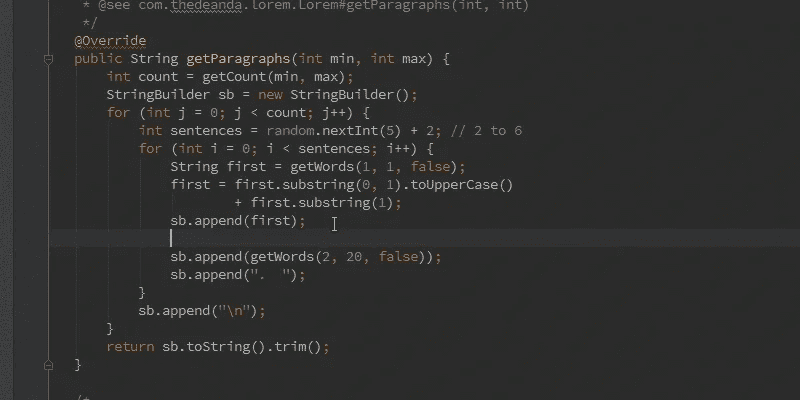 * @see com.thedeanda.lorem.Lorem#getParagraphs(int, int)
*/
@Override
public String getParagraphs(int min, int max) {
int count = getCount(min, max);
StringBuilder sb = new StringBuilder();
for (int j = 0; j < count; j++) {
int sentences = random.nextInt(5) + 2; // 2 to 6
for (int i = 0; i < sentences; i++) {
String first = getWords(1, 1, false);
first = first.substring(0, 1).toUpperCase()
+ first.substring(1);
sb.append(first);
sb.append(getWords(2, 20, false));
sb.append(".  ");
}
sb.append("\n");
}
return sb.toString().trim();
}
/*